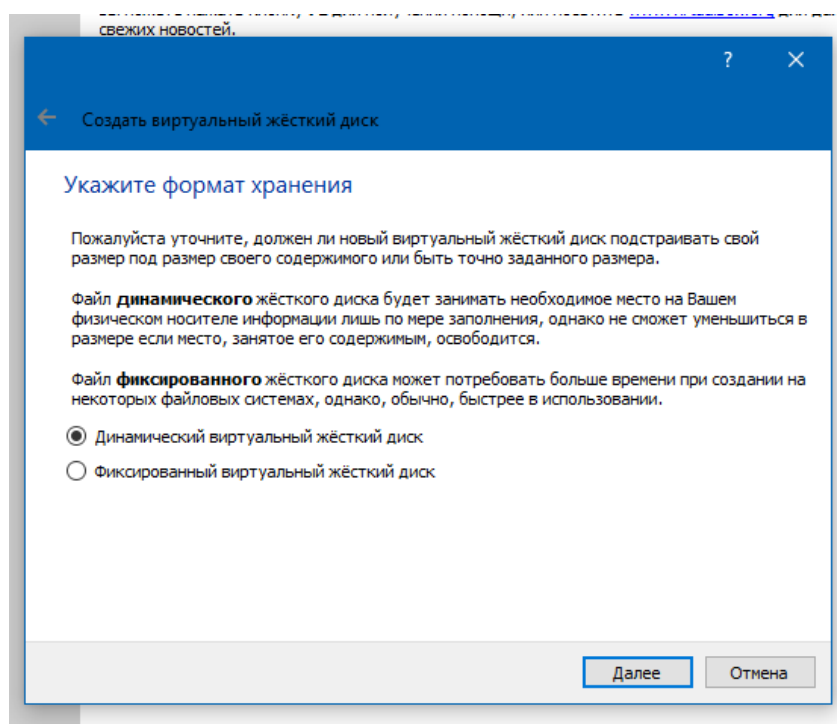 свежих новостей.
?
Создать виртуальный жёсткий диск
Укажите формат хранения
Пожалуйста уточните, должен ли новый виртуальный жёсткий диск подстраивать свой
размер под размер своего содержимого или быть точно заданного размера.
Файл динамического жёсткого диска будет занимать необходимое место на Вашем
физическом носителе информации лишь по мере заполнения, однако не сможет уменьшиться в
размере если место, занятое его содержимым, освободится.
Файл фиксированного жёсткого диска может потребовать больше времени при создании на
некоторых файловых системах, однако, обычно, быстрее в использовании.
Динамический виртуальный жёсткий диск
Фиксированный виртуальный жёсткий диск
Далее Отмена